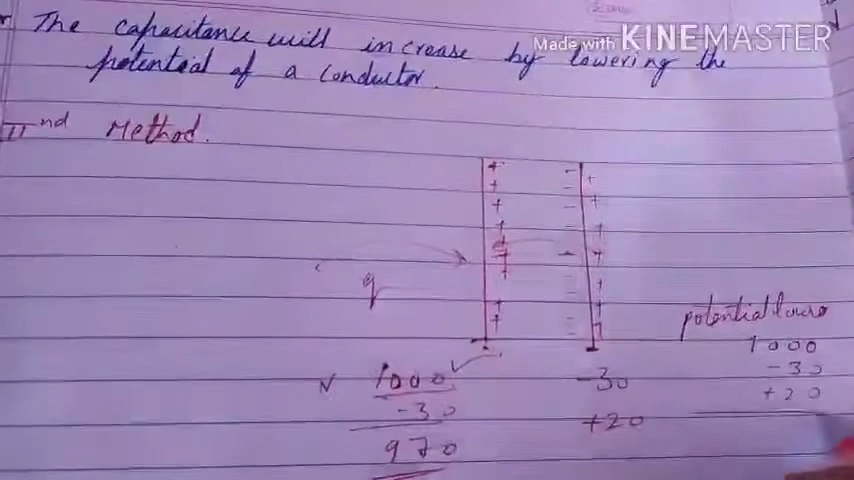 Made with KINEMASTER
The capacitance will increase by lowering the
potential of a conductor.
IInd Method.
+ -
+ - +
+ - +
+ - +
+ - +
q
+
+
potential lowers
1000
-30
+20
N 1000
-30
970
-30
+20